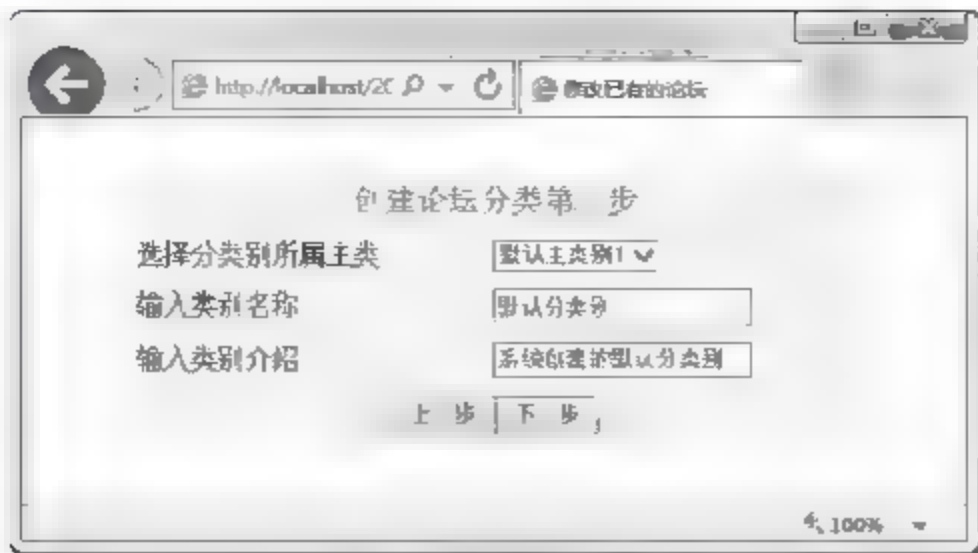 http://localhost/20
修改已有的论坛
创建论坛分类第 步
选择分类别所属主类 默认主类别1
输入类别名称 默认分类别
输入类别介绍 系统创建的默认分类别
上 步 下 步
100%